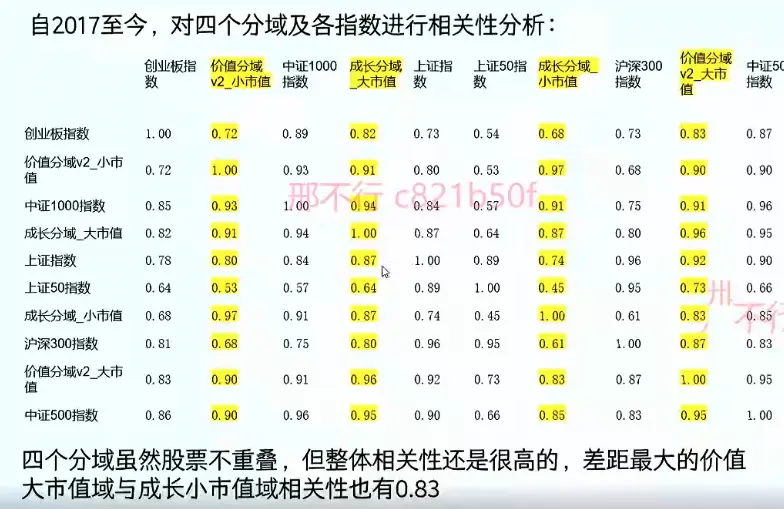 自2017至今，对四个分域及各指数进行相关性分析：
创业板指数 价值分域v2_小市值 中证1000指数 成长分域_大市值 上证指数 上证50指数 成长分域_小市值 沪深300指数 价值分域v2_大市值 中证50
创业板指数 1.00 0.72 0.89 0.82 0.73 0.54 0.68 0.73 0.83 0.87
价值分域v2_小市值 0.72 1.00 0.93 0.91 0.80 0.53 0.97 0.68 0.90 0.90
中证1000指数 0.85 0.93 1.00 0.94 0.84 0.57 0.91 0.75 0.91 0.96
成长分域_大市值 0.82 0.91 0.94 1.00 0.87 0.64 0.87 0.80 0.96 0.95
上证指数 0.78 0.80 0.84 0.87 1.00 0.89 0.74 0.96 0.92 0.90
上证50指数 0.64 0.53 0.57 0.64 0.89 1.00 0.45 0.95 0.73 0.66
成长分域_小市值 0.68 0.97 0.91 0.87 0.74 0.45 1.00 0.61 0.83 0.85
沪深300指数 0.81 0.68 0.75 0.80 0.96 0.95 0.61 1.00 0.87 0.83
价值分域v2_大市值 0.83 0.90 0.91 0.96 0.92 0.73 0.83 0.87 1.00 0.95
中证500指数 0.86 0.90 0.96 0.95 0.90 0.66 0.85 0.83 0.95 1.00
邢不行 c821b50f
不行
四个分域虽然股票不重叠，但整体相关性还是很高的，差距最大的价值
大市值域与成长小市值域相关性也有0.83